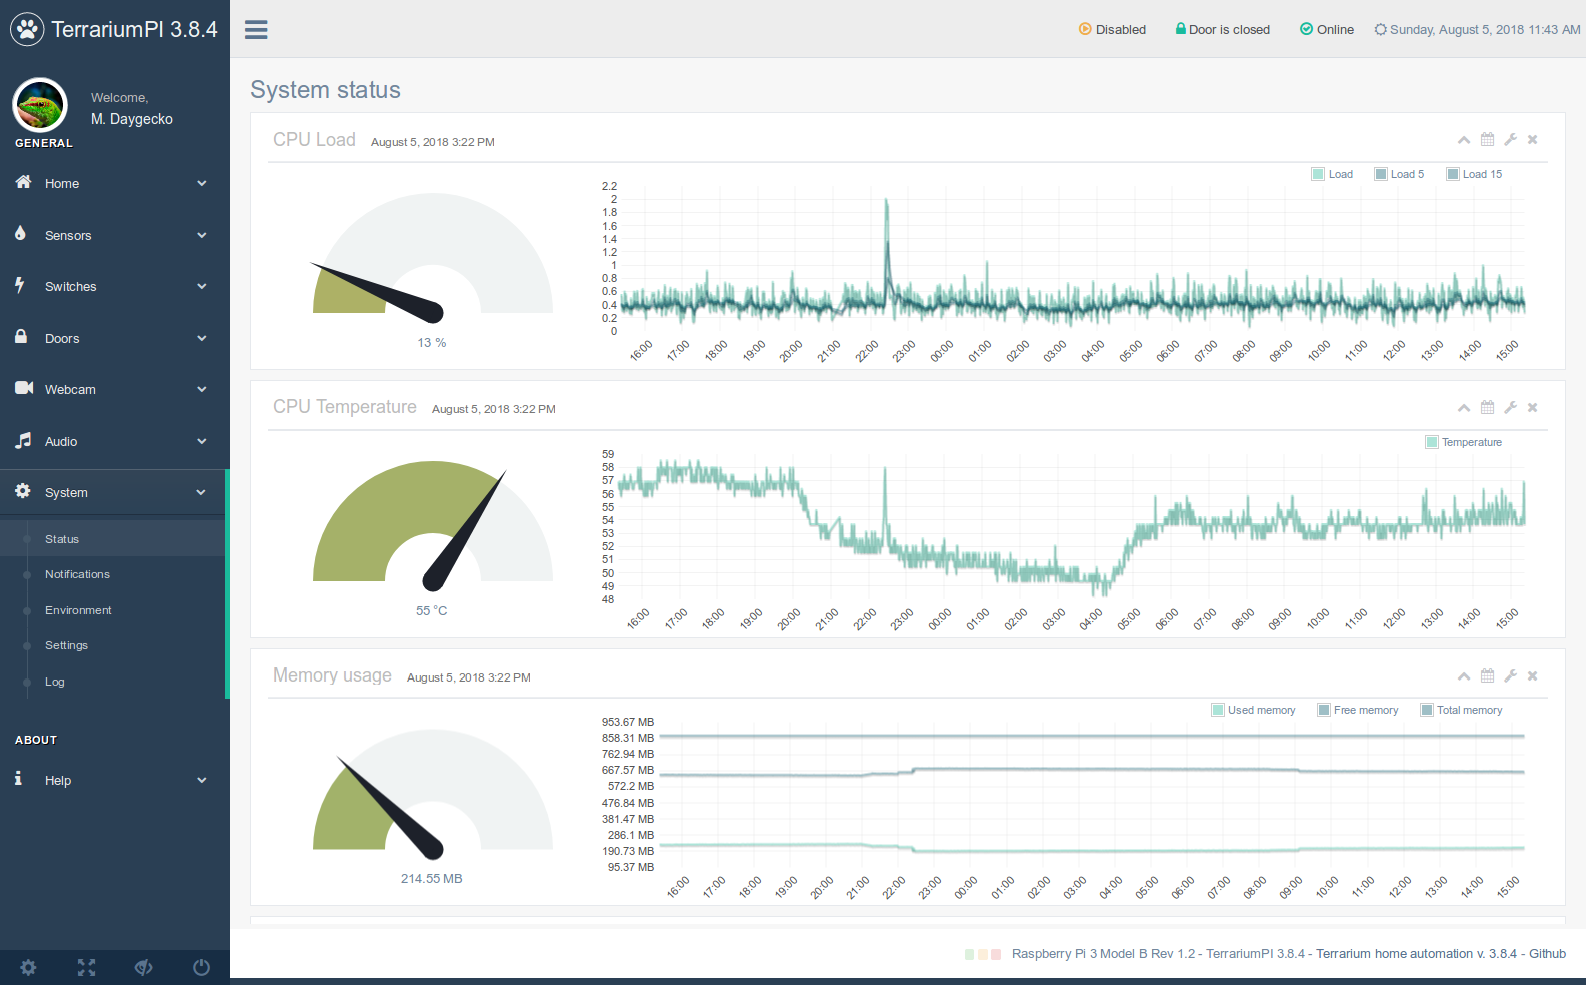 TerrariumPI 3.8.4
Disabled
Door is closed
Online
Sunday, August 5, 2018 11:43 AM
Welcome,
M. Daygecko
GENERAL
Home
Sensors
Switches
Doors
Webcam
Audio
System
Status
Notifications
Environment
Settings
Log
ABOUT
Help
System status
CPU Load August 5, 2018 3:22 PM
Load Load 5 Load 15
2.2
2
1.8
1.6
1.4
1.2
1
0.8
0.6
0.4
0.2
0
16:00 17:00 18:00 19:00 20:00 21:00 22:00 23:00 00:00 01:00 02:00 03:00 04:00 05:00 06:00 07:00 08:00 09:00 10:00 11:00 12:00 13:00 14:00 15:00
13 %
CPU Temperature August 5, 2018 3:22 PM
Temperature
59
58
57
56
55
54
53
52
51
50
49
48
16:00 17:00 18:00 19:00 20:00 21:00 22:00 23:00 00:00 01:00 02:00 03:00 04:00 05:00 06:00 07:00 08:00 09:00 10:00 11:00 12:00 13:00 14:00 15:00
55 °C
Memory usage August 5, 2018 3:22 PM
Used memory Free memory Total memory
953.67 MB
858.31 MB
762.94 MB
667.57 MB
572.2 MB
476.84 MB
381.47 MB
286.1 MB
190.73 MB
95.37 MB
16:00 17:00 18:00 19:00 20:00 21:00 22:00 23:00 00:00 01:00 02:00 03:00 04:00 05:00 06:00 07:00 08:00 09:00 10:00 11:00 12:00 13:00 14:00 15:00
214.55 MB
Raspberry Pi 3 Model B Rev 1.2 - TerrariumPI 3.8.4 - Terrarium home automation v. 3.8.4 - Github